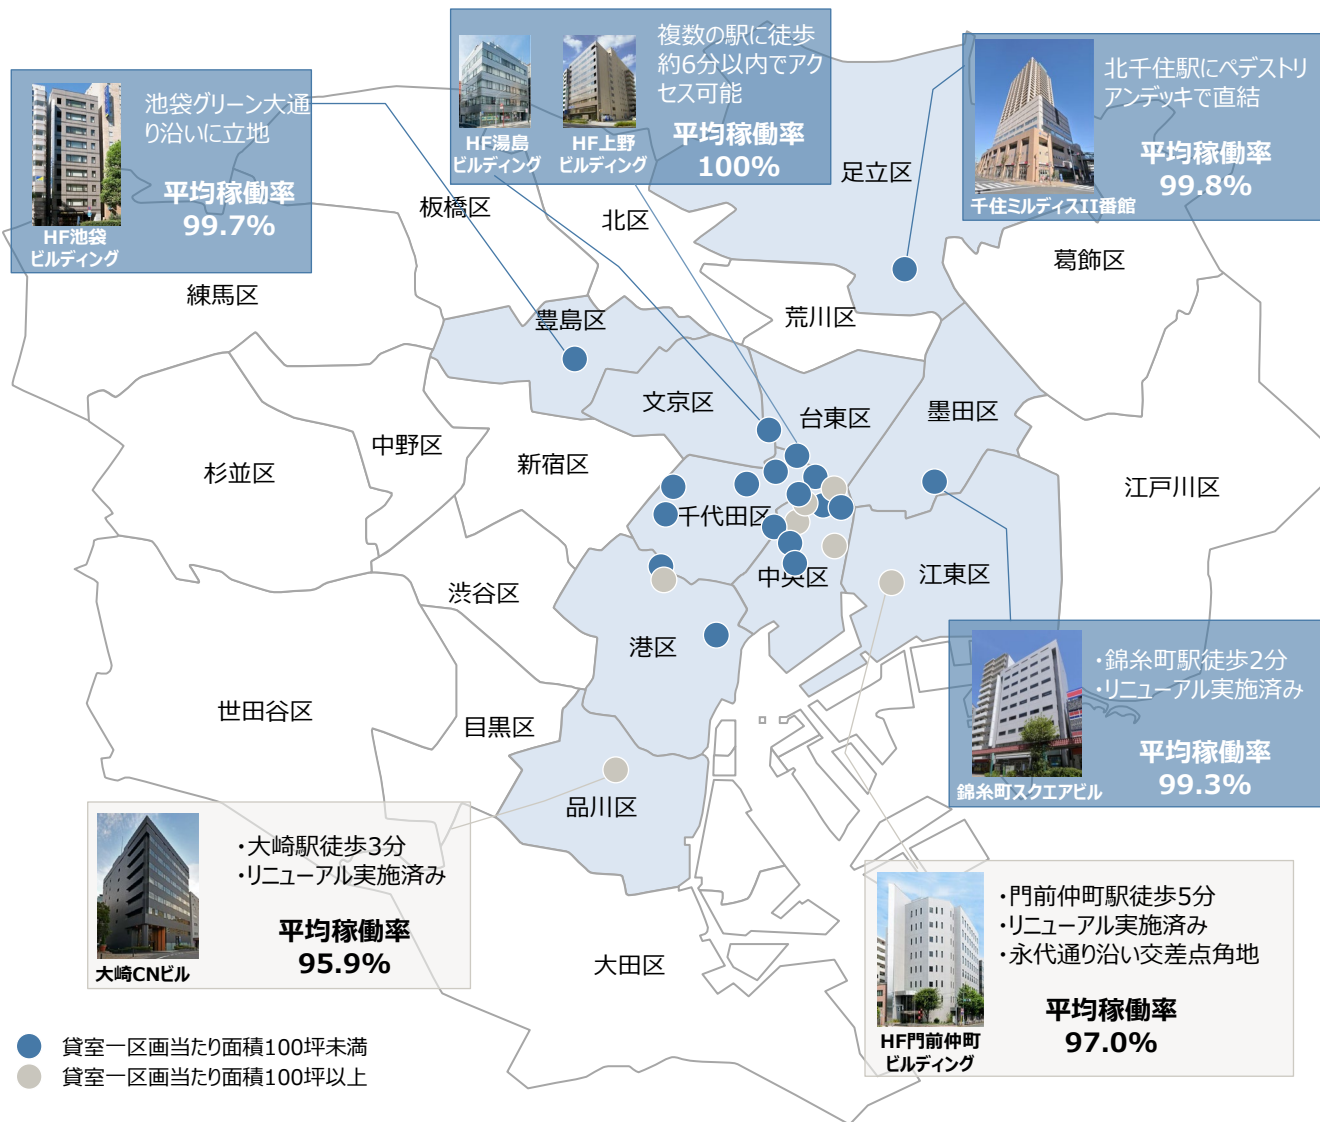 池袋グリーン大通
り沿いに立地
平均稼働率
99.7%
HF池袋
ビルディング
複数の駅に徒歩
約6分以内でアク
セス可能
平均稼働率
100%
HF湯島
ビルディング
HF上野
ビルディング
北千住駅にペデストリ
アンデッキで直結
平均稼働率
99.8%
千住ミルディスII番館
足立区
板橋区
北区
葛飾区
練馬区
荒川区
豊島区
文京区
台東区
墨田区
中野区
新宿区
杉並区
江戸川区
千代田区
渋谷区
中央区
江東区
港区
世田谷区
目黒区
品川区
大田区
・錦糸町駅徒歩2分
・リニューアル実施済み
平均稼働率
99.3%
錦糸町スクエアビル
・大崎駅徒歩3分
・リニューアル実施済み
平均稼働率
95.9%
大崎CNビル
・門前仲町駅徒歩5分
・リニューアル実施済み
・永代通り沿い交差点角地
平均稼働率
97.0%
HF門前仲町
ビルディング
貸室一区画当たり面積100坪未満
貸室一区画当たり面積100坪以上